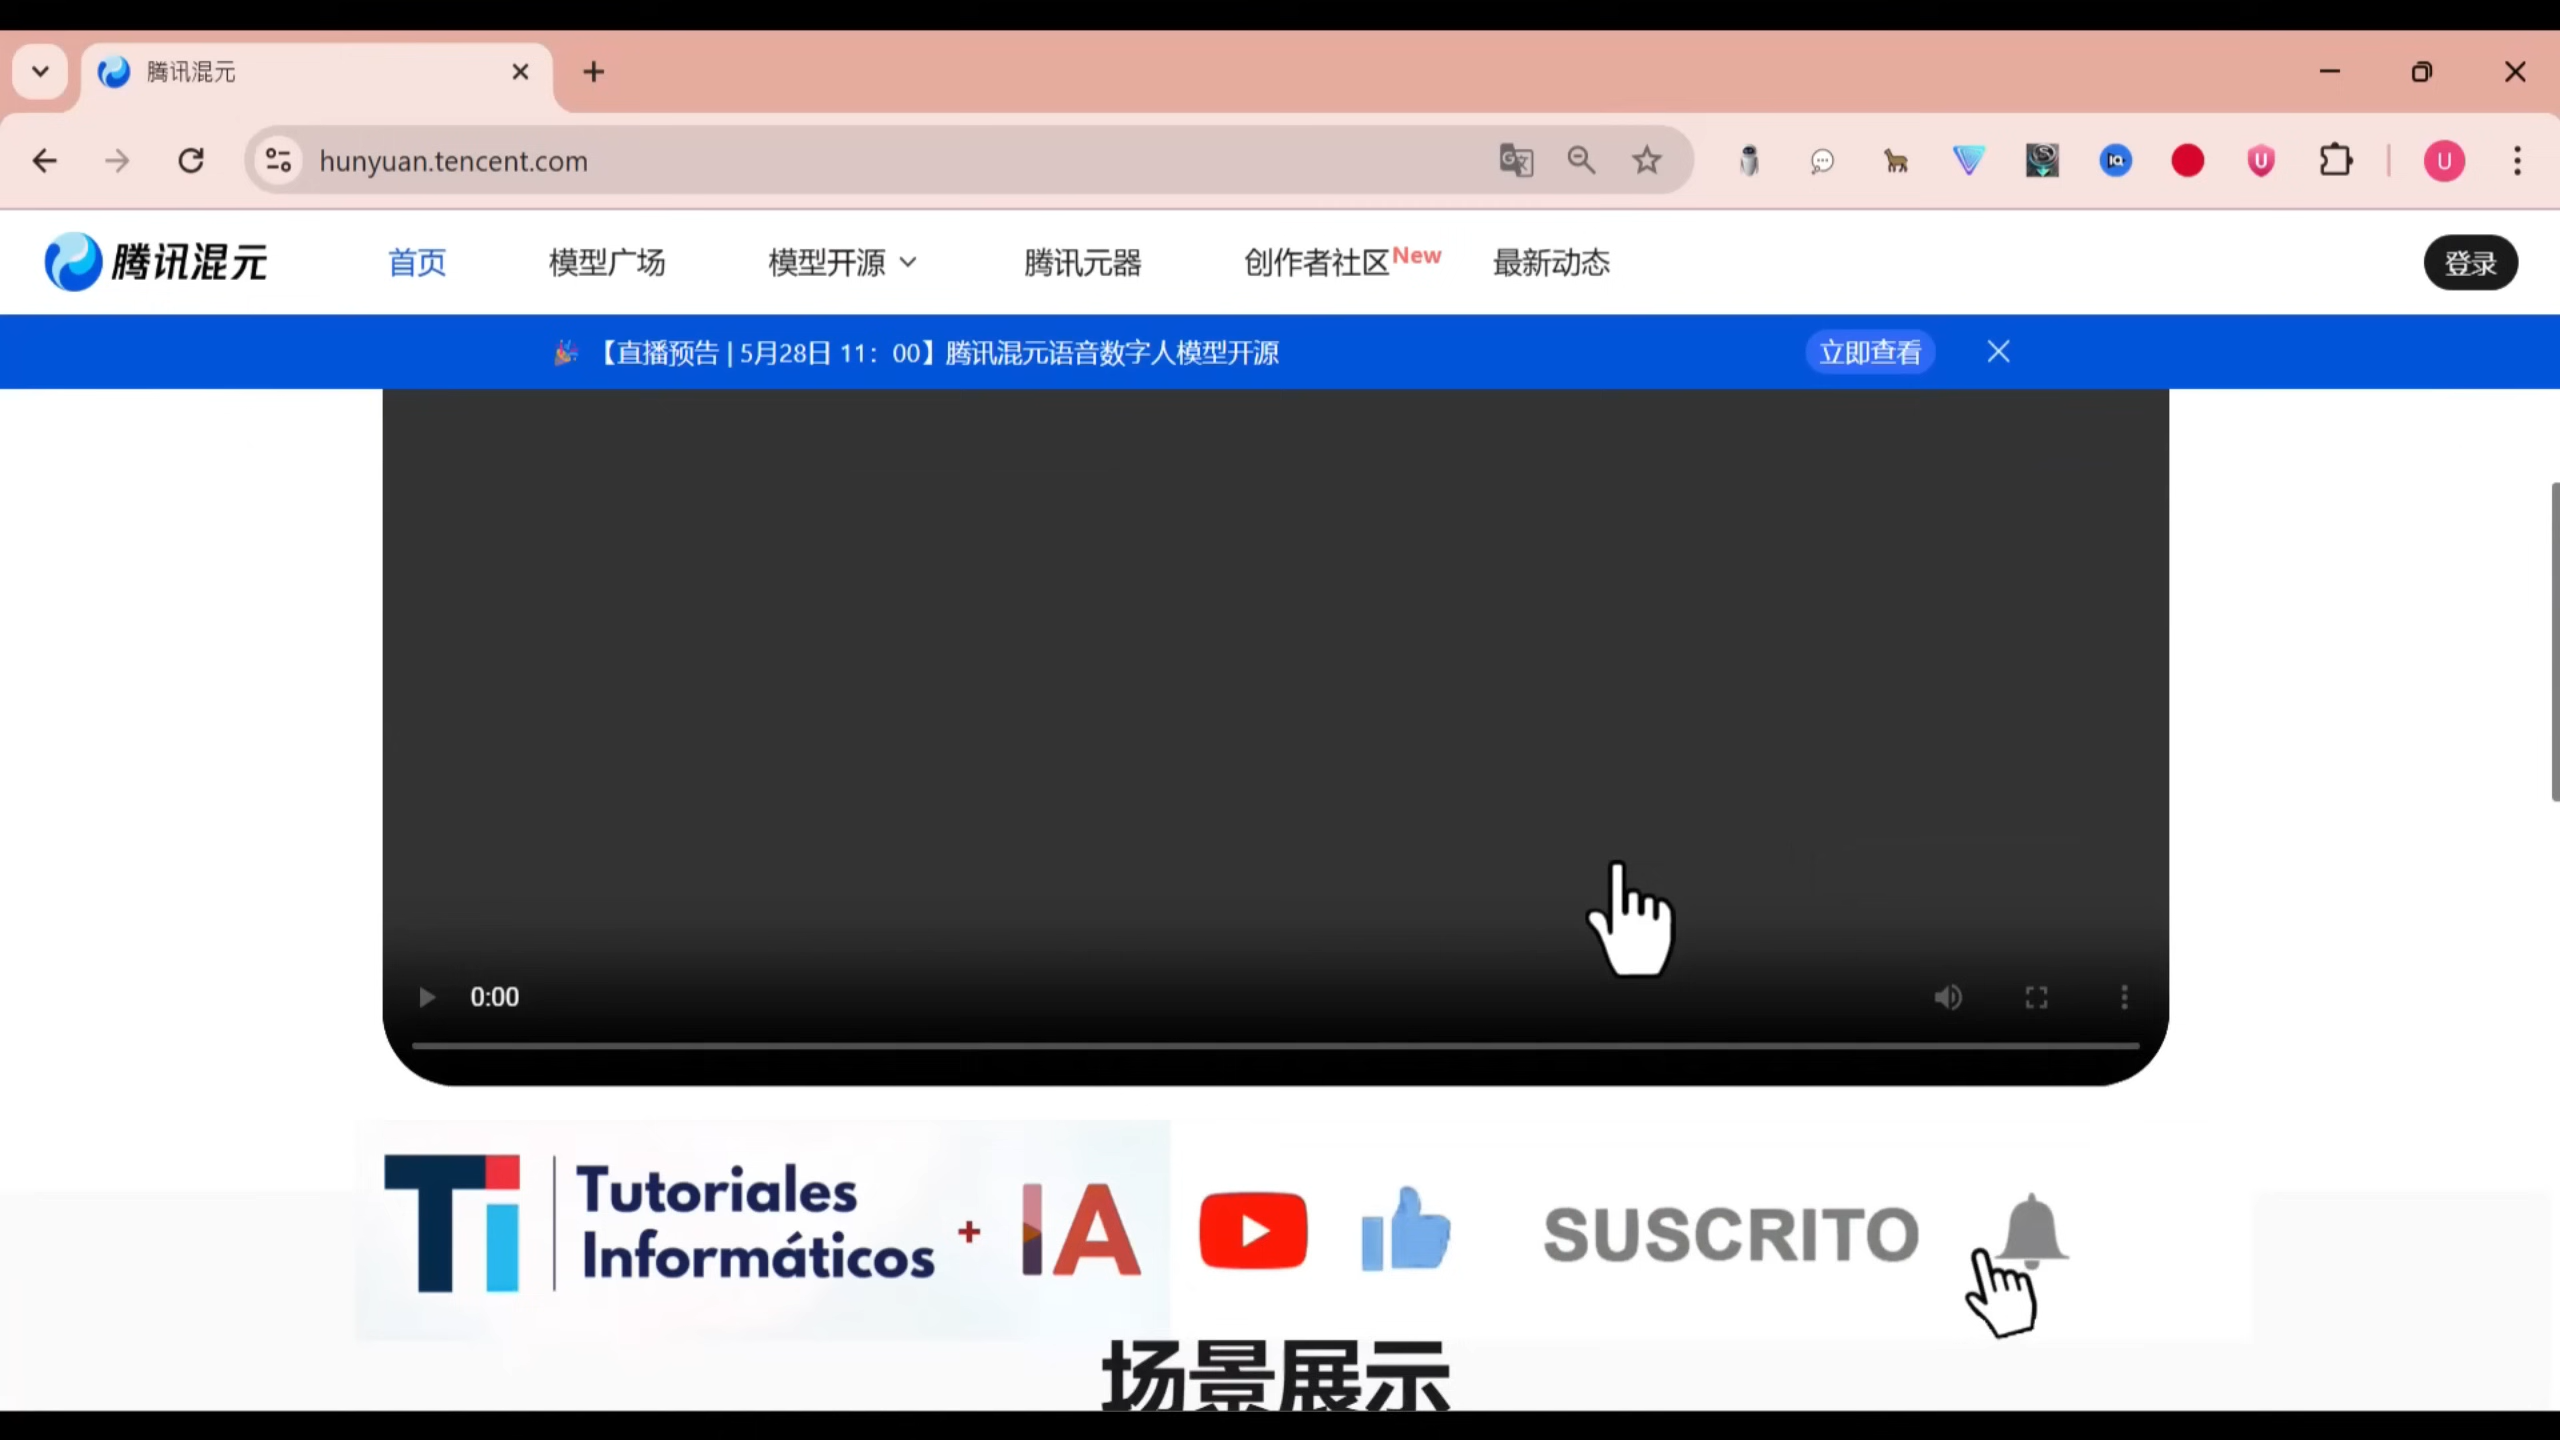 腾讯混元
hunyuan.tencent.com
U
腾讯混元
首页
模型广场
模型开源
腾讯元器
创作者社区New
最新动态
登录
【直播预告 | 5月28日 11：00】腾讯混元语音数字人模型开源
立即查看
0:00
Ti
Tutoriales
Informáticos
+ IA
SUSCRITO
场景展示